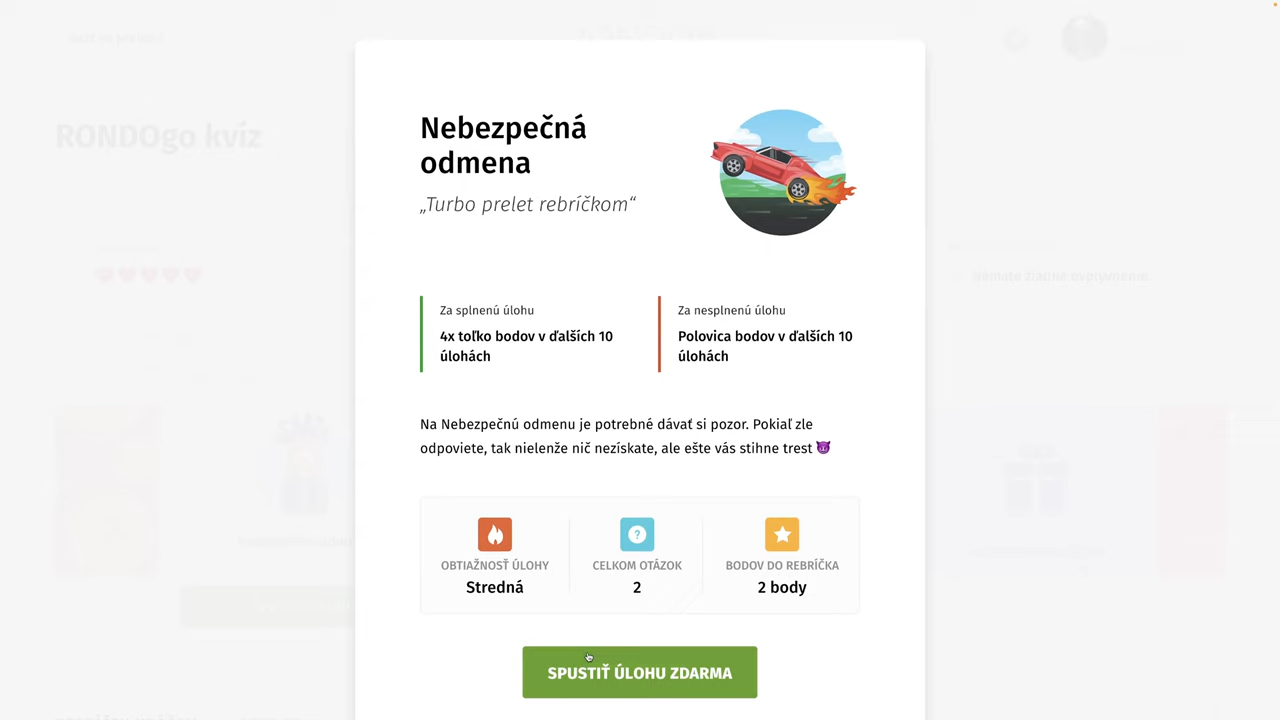 RONDOgo kvíz
Nebezpečná
odmena
„Turbo prelet rebríčkom“
Za splnenú úlohu
4x toľko bodov v ďalších 10
úlohách
Za nesplnenú úlohu
Polovica bodov v ďalších 10
úlohách
Na Nebezpečnú odmenu je potrebné dávať si pozor. Pokiaľ zle
odpoviete, tak nielenže nič nezískate, ale ešte vás stihne trest 😈
OBTIAŽNOSŤ ÚLOHY
Stredná
CELKOM OTÁZOK
2
BODOV DO REBRÍČKA
2 body
SPUSTIŤ ÚLOHU ZDARMA